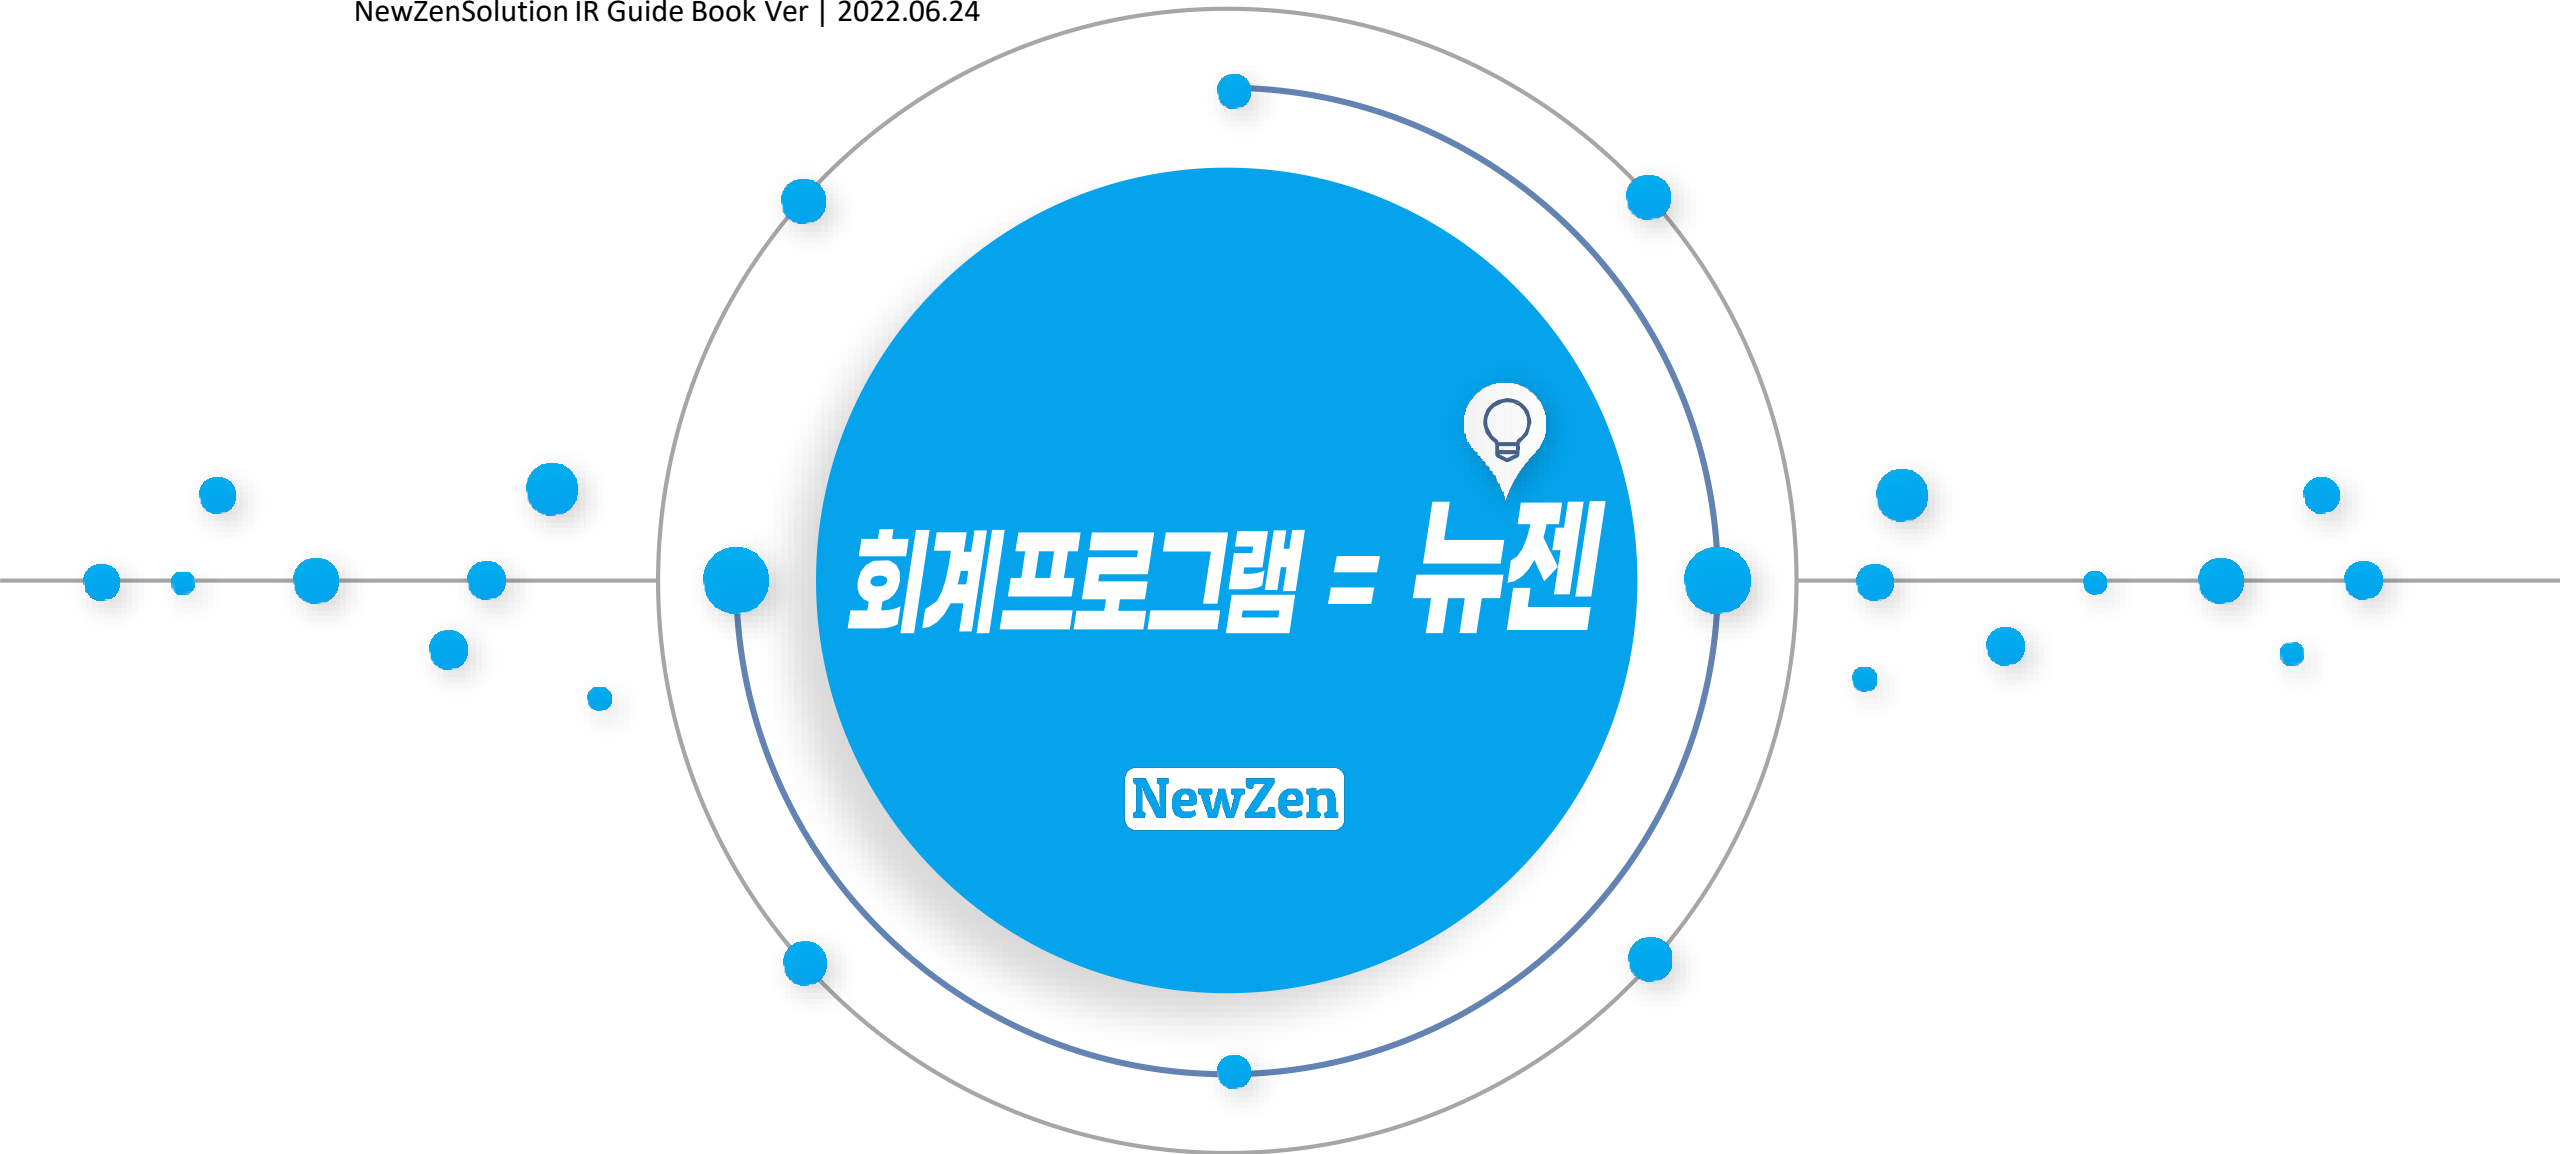 NewZenSolution IR Guide Book Ver | 2022.06.24
회계프로그램 = 뉴젠
NewZen